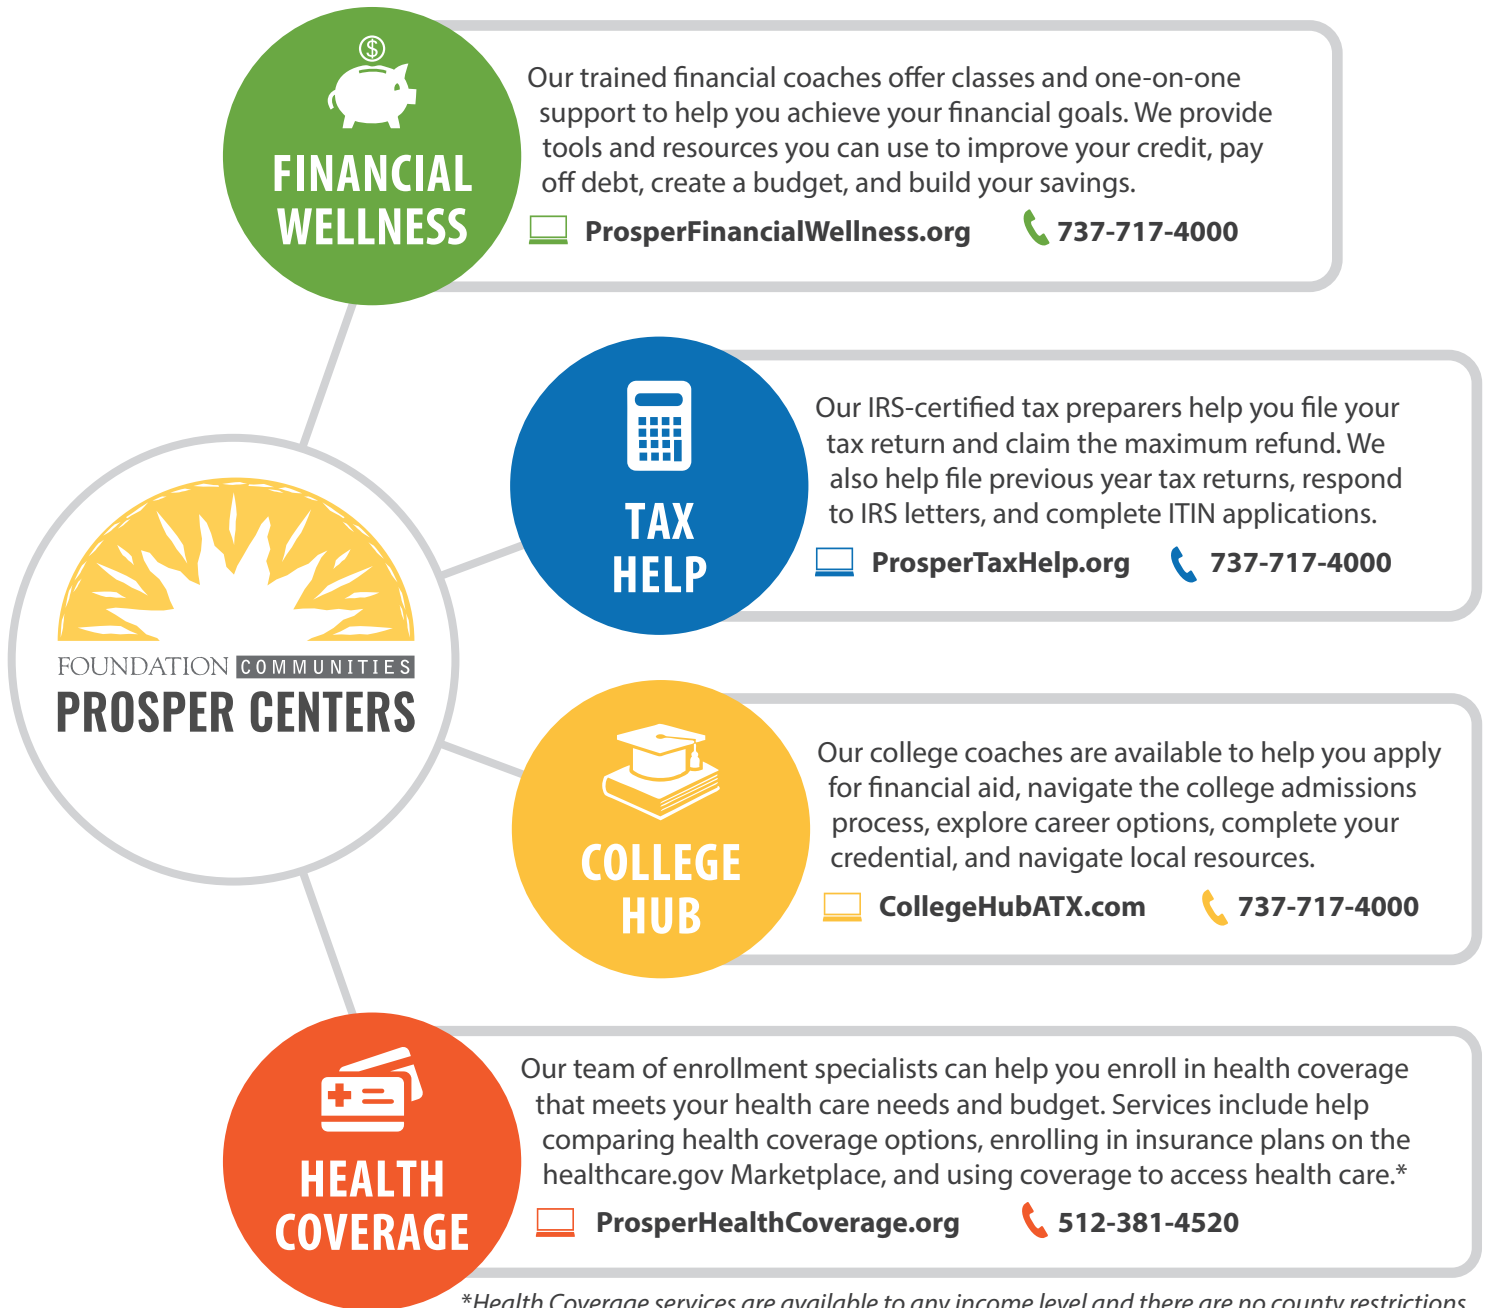 $
FINANCIAL
WELLNESS
Our trained financial coaches offer classes and one-on-one
support to help you achieve your financial goals. We provide
tools and resources you can use to improve your credit, pay
off debt, create a budget, and build your savings.
ProsperFinancialWellness.org 737-717-4000
TAX
HELP
Our IRS-certified tax preparers help you file your
tax return and claim the maximum refund. We
also help file previous year tax returns, respond
to IRS letters, and complete ITIN applications.
ProsperTaxHelp.org 737-717-4000
FOUNDATION COMMUNITIES
PROSPER CENTERS
COLLEGE
HUB
Our college coaches are available to help you apply
for financial aid, navigate the college admissions
process, explore career options, complete your
credential, and navigate local resources.
CollegeHubATX.com 737-717-4000
HEALTH
COVERAGE
Our team of enrollment specialists can help you enroll in health coverage
that meets your health care needs and budget. Services include help
comparing health coverage options, enrolling in insurance plans on the
healthcare.gov Marketplace, and using coverage to access health care.*
ProsperHealthCoverage.org 512-381-4520
*Health Coverage services are available to any income level and there are no county restrictions